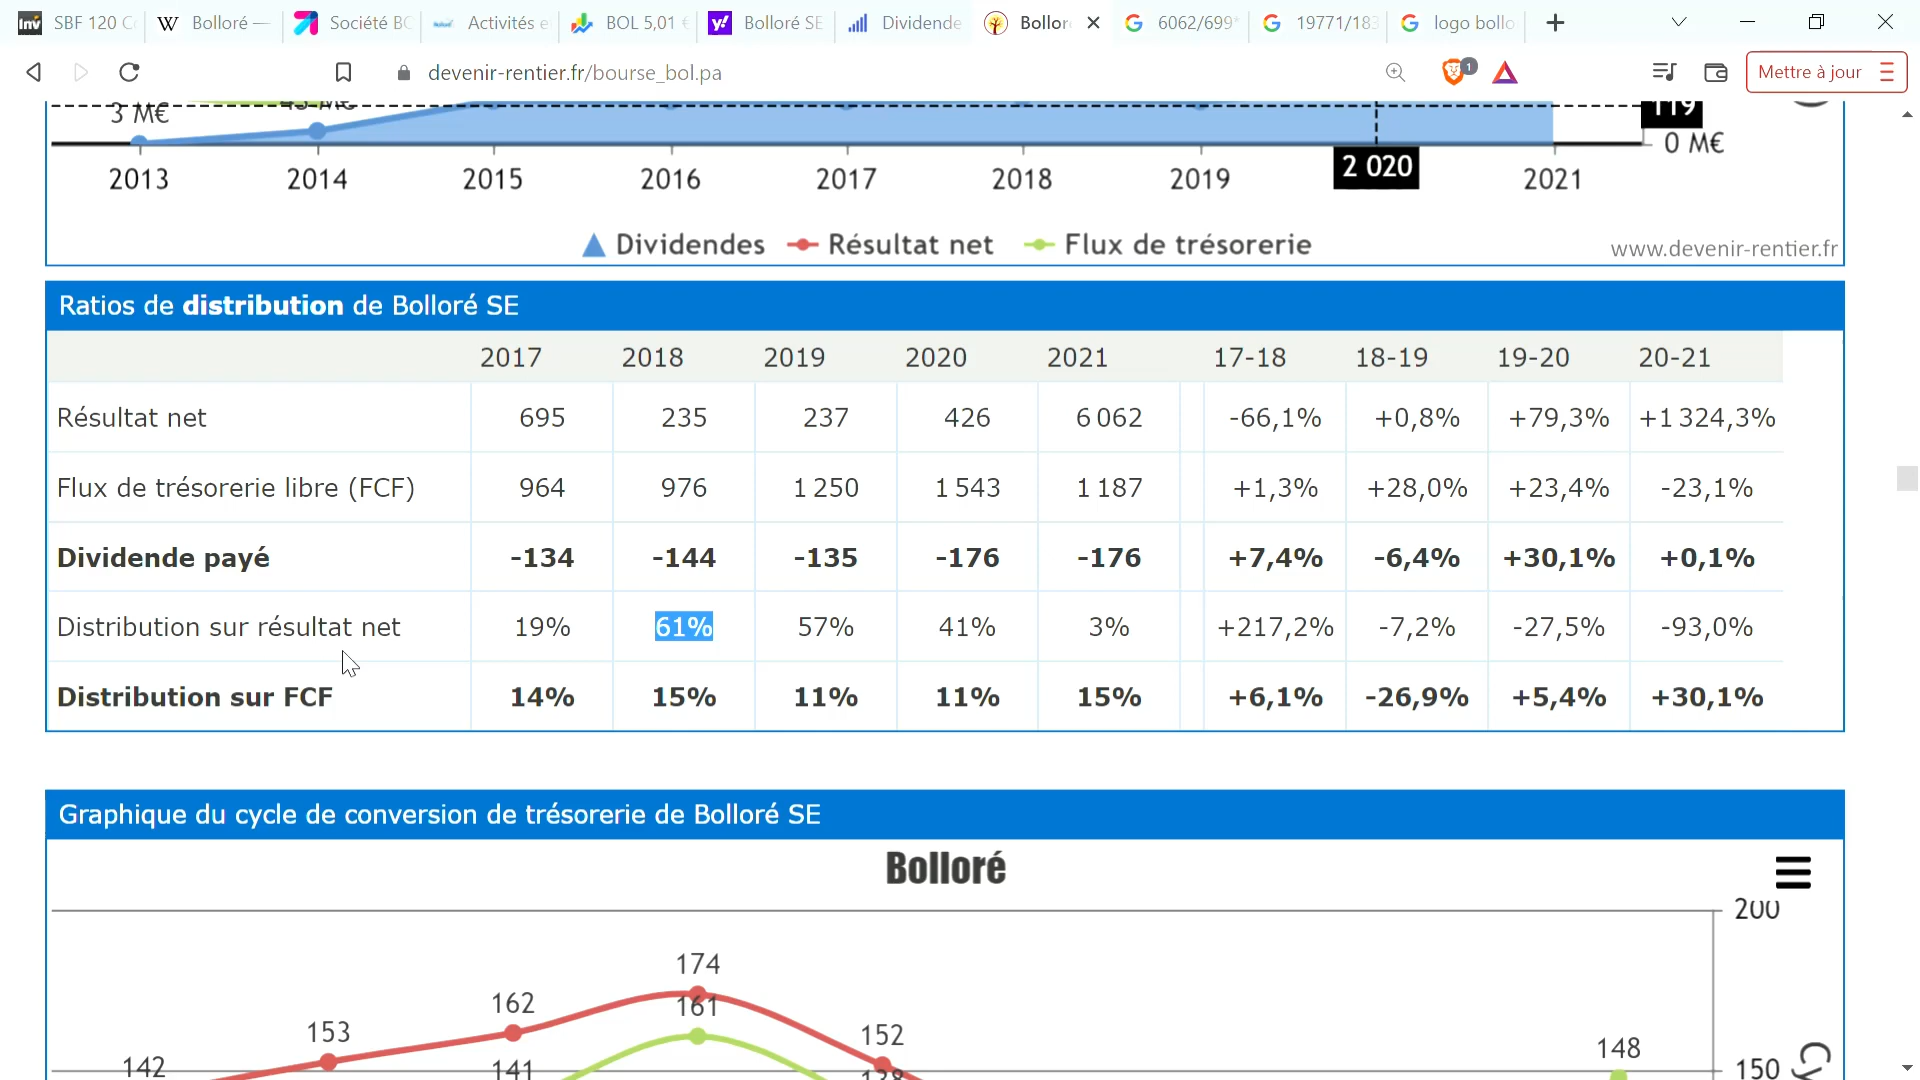 SBF 120 C
Bolloré —
Société BC
Activités e
BOL 5,01 €
Bolloré SE
Dividende
Bollor
6062/699*
19771/183
logo bollo
devenir-rentier.fr/bourse_bol.pa
1
Mettre à jour
3 M€
119
0 M€
2013 2014 2015 2016 2017 2018 2019 2 020 2021
Dividendes Résultat net Flux de trésorerie
www.devenir-rentier.fr
Ratios de distribution de Bolloré SE
2017 2018 2019 2020 2021 17-18 18-19 19-20 20-21
Résultat net 695 235 237 426 6 062 -66,1% +0,8% +79,3% +1 324,3%
Flux de trésorerie libre (FCF) 964 976 1 250 1 543 1 187 +1,3% +28,0% +23,4% -23,1%
Dividende payé -134 -144 -135 -176 -176 +7,4% -6,4% +30,1% +0,1%
Distribution sur résultat net 19% 61% 57% 41% 3% +217,2% -7,2% -27,5% -93,0%
Distribution sur FCF 14% 15% 11% 11% 15% +6,1% -26,9% +5,4% +30,1%
Graphique du cycle de conversion de trésorerie de Bolloré SE
Bolloré
200
174
162
161
153
152
148
142
141
138
150
Cy